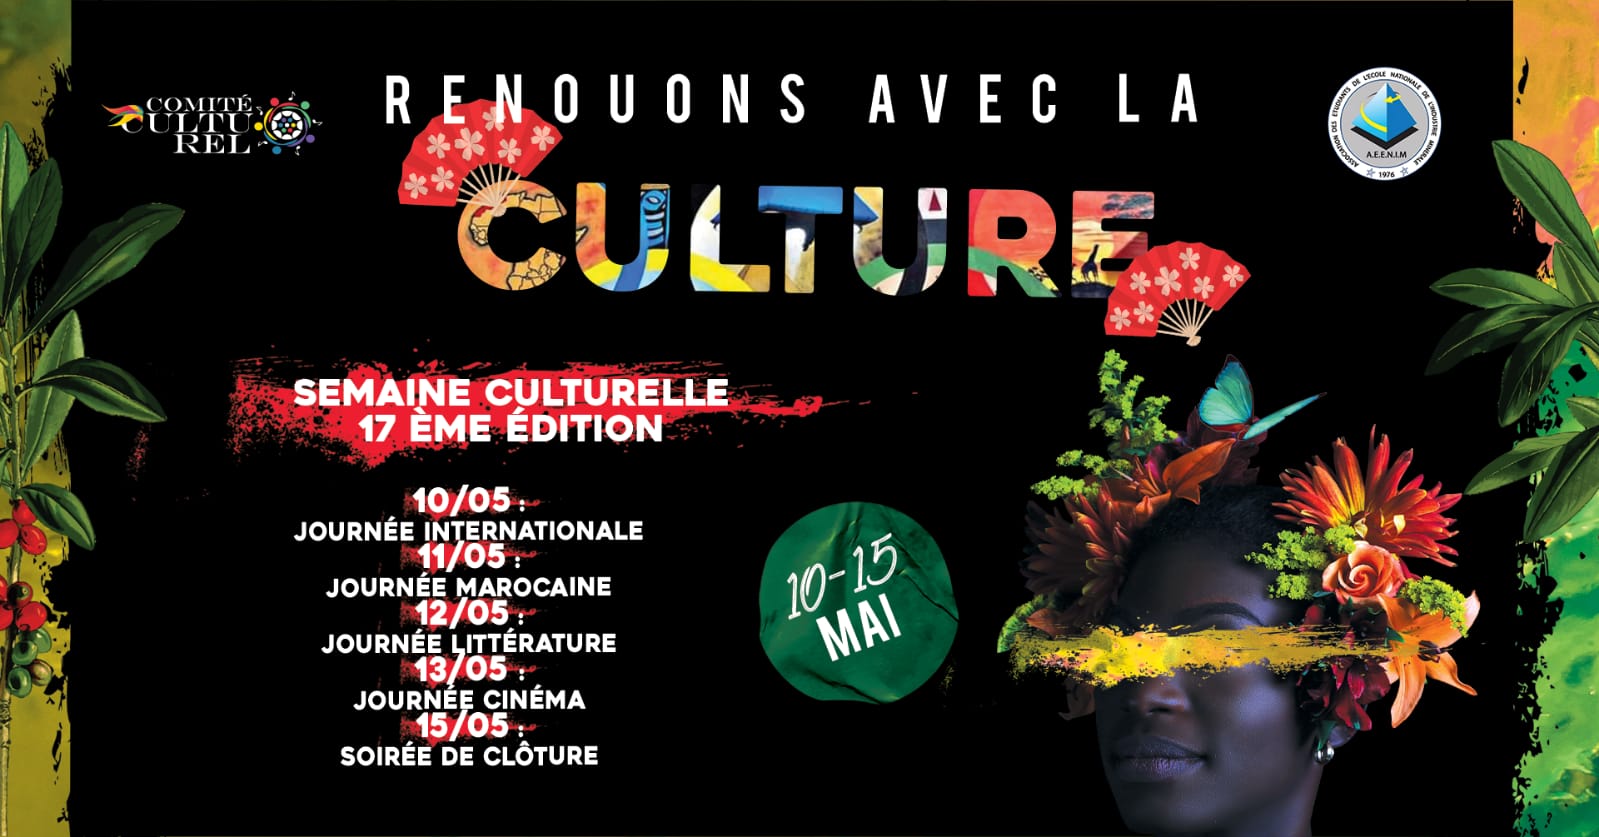 COMITÉ
CULTU
REL
RENOUONS AVEC LA
CULTURE
ASSOCIATION DES ETUDIANTS DE L'ECOLE NATIONALE DE L'INDUSTRIE MINERALE
A.E.E.N.I.M
1976
SEMAINE CULTURELLE
17 ÈME ÉDITION
10/05 :
JOURNÉE INTERNATIONALE
11/05 :
JOURNÉE MAROCAINE
12/05 :
JOURNÉE LITTÉRATURE
13/05 :
JOURNÉE CINÉMA
15/05 :
SOIRÉE DE CLÔTURE
10-15
MAI